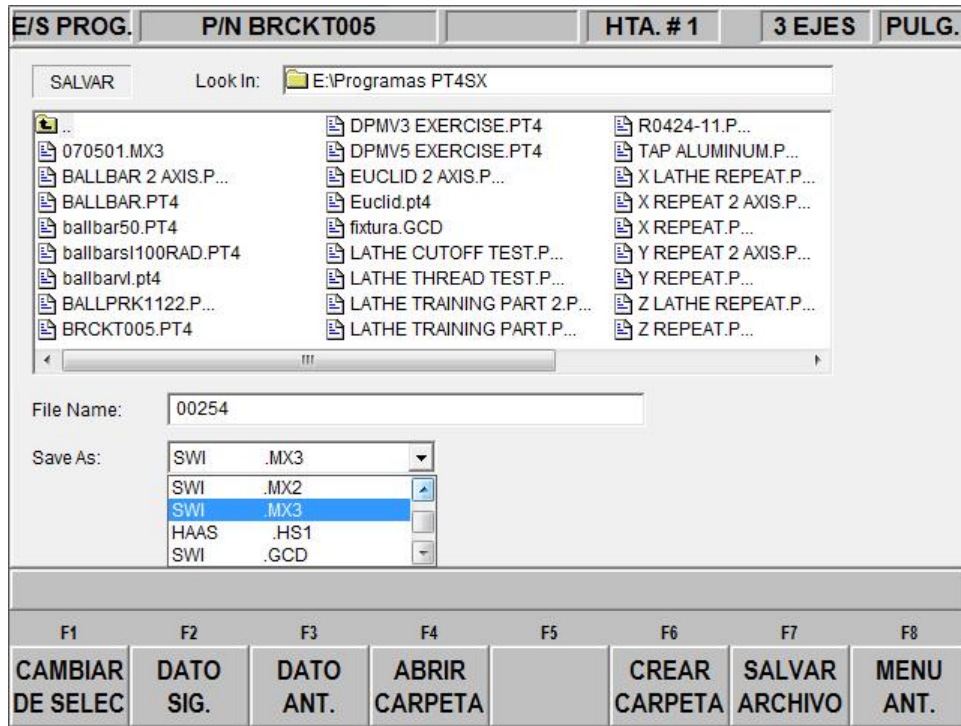 E/S PROG. P/N BRCKT005 HTA. # 1 3 EJES PULG.
SALVAR Look In: E:\Programas PT4SX
.. DPMV3 EXERCISE.PT4 R0424-11.P...
070501.MX3 DPMV5 EXERCISE.PT4 TAP ALUMINUM.P...
BALLBAR 2 AXIS.P... EUCLID 2 AXIS.P... X LATHE REPEAT.P...
BALLBAR.PT4 Euclid.pt4 X REPEAT 2 AXIS.P...
ballbar50.PT4 fixtura.GCD X REPEAT.P...
ballbarsl100RAD.PT4 LATHE CUTOFF TEST.P... Y REPEAT 2 AXIS.P...
ballbarvl.pt4 LATHE THREAD TEST.P... Y REPEAT.P...
BALLPRK1122.P... LATHE TRAINING PART 2.P... Z LATHE REPEAT.P...
BRCKT005.PT4 LATHE TRAINING PART.P... Z REPEAT.P...
File Name: 00254
Save As: SWI .MX3
SWI .MX2
SWI .MX3
HAAS .HS1
SWI .GCD
F1 F2 F3 F4 F5 F6 F7 F8
CAMBIAR DATO DATO ABRIR CREAR SALVAR MENU
DE SELEC SIG. ANT. CARPETA CARPETA ARCHIVO ANT.